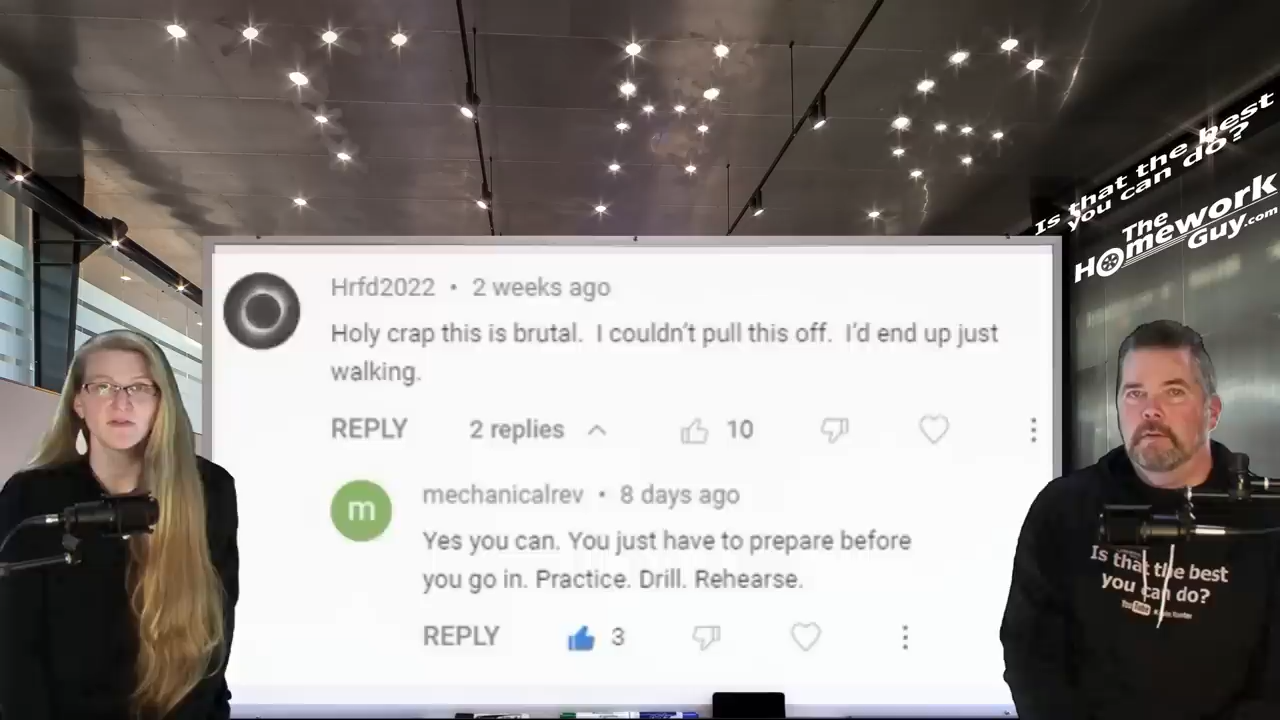 Is that the best
you can do?
The
Homework
Guy.com
Hrfd2022 • 2 weeks ago
Holy crap this is brutal. I couldn't pull this off. I'd end up just
walking.
REPLY 2 replies 10
m
mechanicalrev • 8 days ago
Yes you can. You just have to prepare before
you go in. Practice. Drill. Rehearse.
REPLY 3
Is that the best
you can do?
YouTube